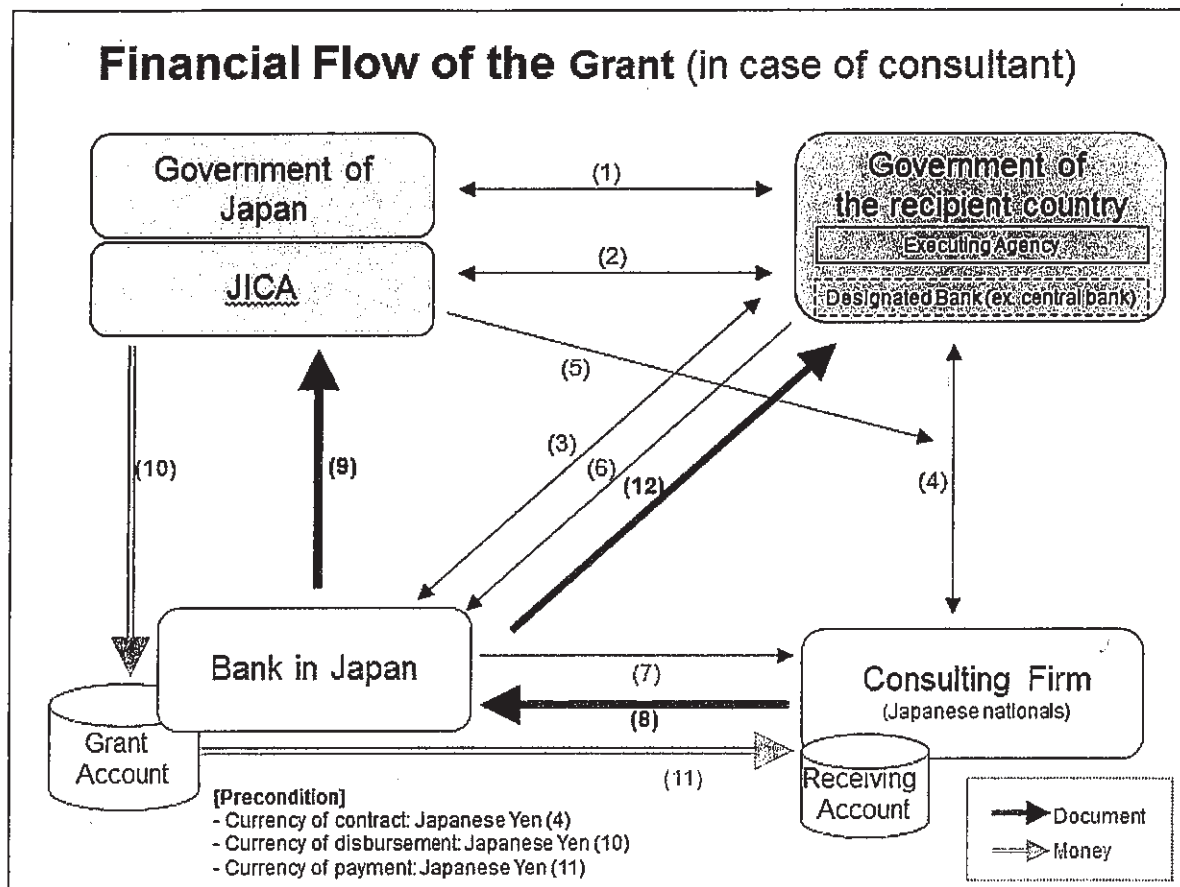 Financial Flow of the Grant (in case of consultant)
Government of
Japan
JICA
(1)
(2)
Government of
the recipient country
Executing Agency
Designated Bank (ex. central bank)
(5)
(3)
(6)
(12)
(4)
(10)
(9)
Bank in Japan
(7)
(8)
Consulting Firm
(Japanese nationals)
Grant
Account
(11)
Receiving
Account
[Precondition]
- Currency of contract: Japanese Yen (4)
- Currency of disbursement: Japanese Yen (10)
- Currency of payment: Japanese Yen (11)
Document
Money